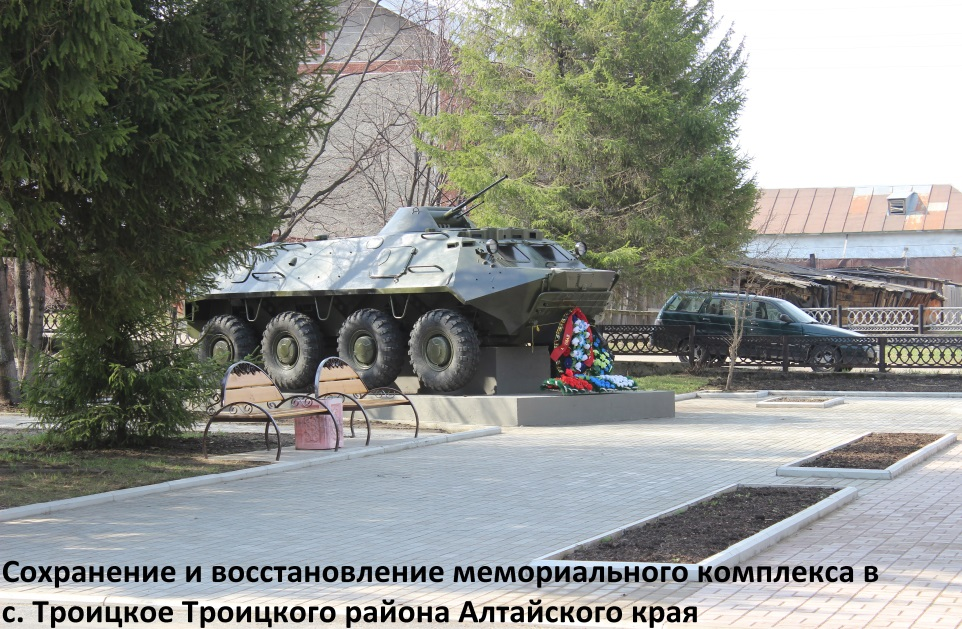 Сохранение и восстановление мемориального комплекса в
с. Троицкое Троицкого района Алтайского края